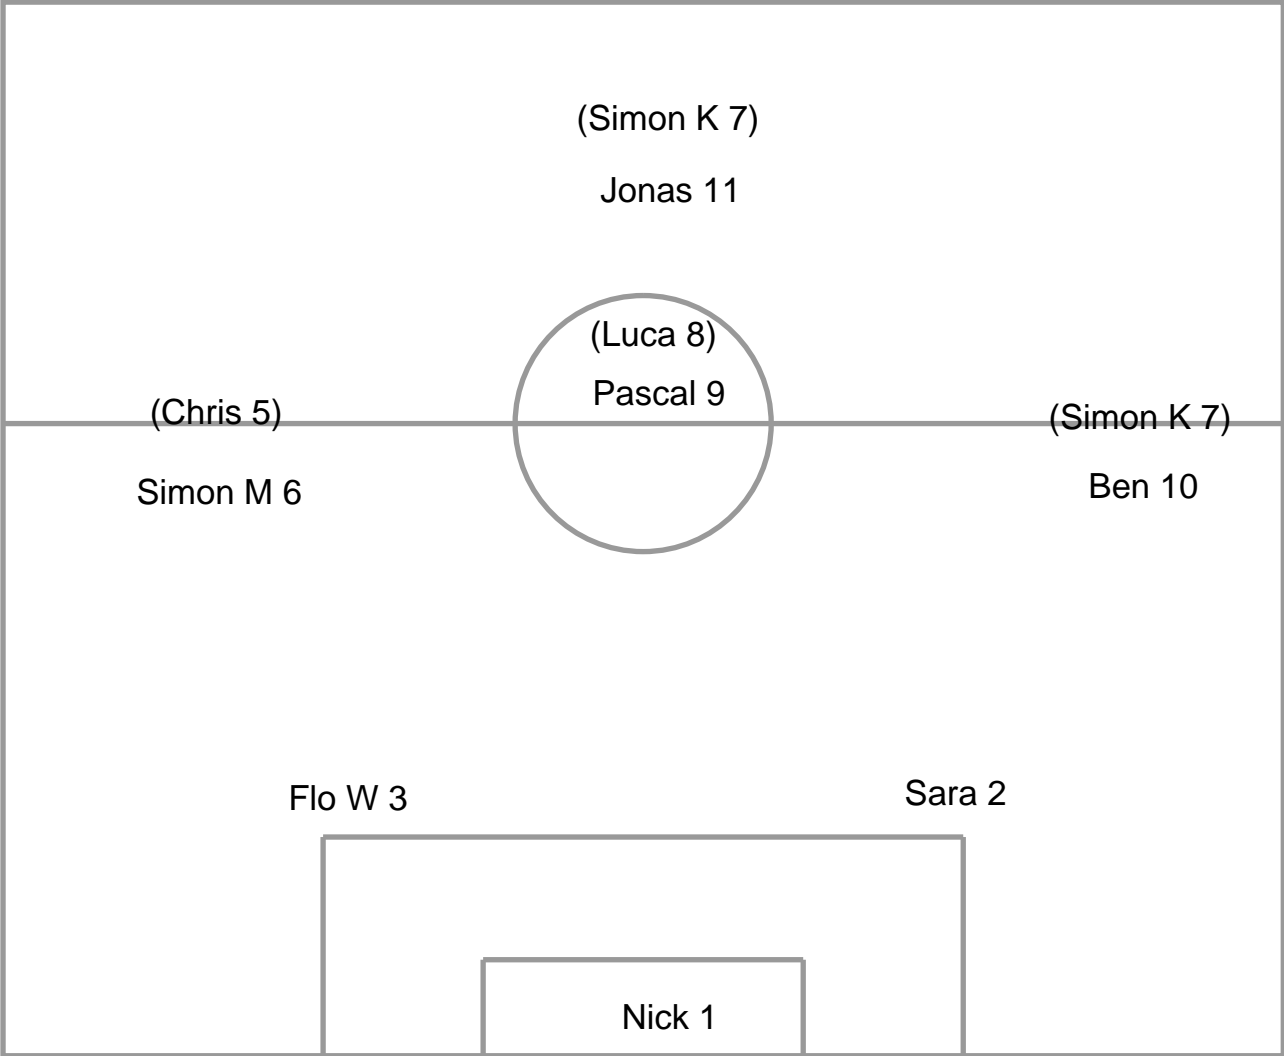 (Simon K 7)
Jonas 11
(Luca 8)
Pascal 9
(Chris 5)
(Simon K 7)
Simon M 6
Ben 10
Flo W 3
Sara 2
Nick 1